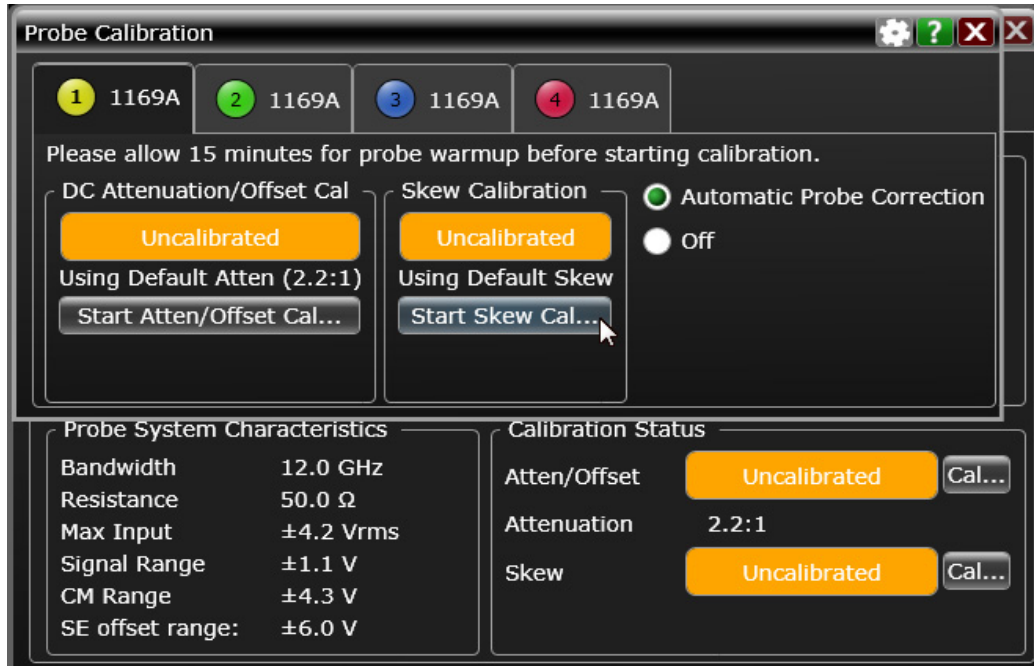 Probe Calibration
1 1169A 2 1169A 3 1169A 4 1169A
Please allow 15 minutes for probe warmup before starting calibration.
DC Attenuation/Offset Cal
Uncalibrated
Using Default Atten (2.2:1)
Start Atten/Offset Cal...
Skew Calibration
Uncalibrated
Using Default Skew
Start Skew Cal...
Automatic Probe Correction
Off
Probe System Characteristics
Bandwidth 12.0 GHz
Resistance 50.0 Ω
Max Input ±4.2 Vrms
Signal Range ±1.1 V
CM Range ±4.3 V
SE offset range: ±6.0 V
Calibration Status
Atten/Offset Uncalibrated Cal...
Attenuation 2.2:1
Skew Uncalibrated Cal...